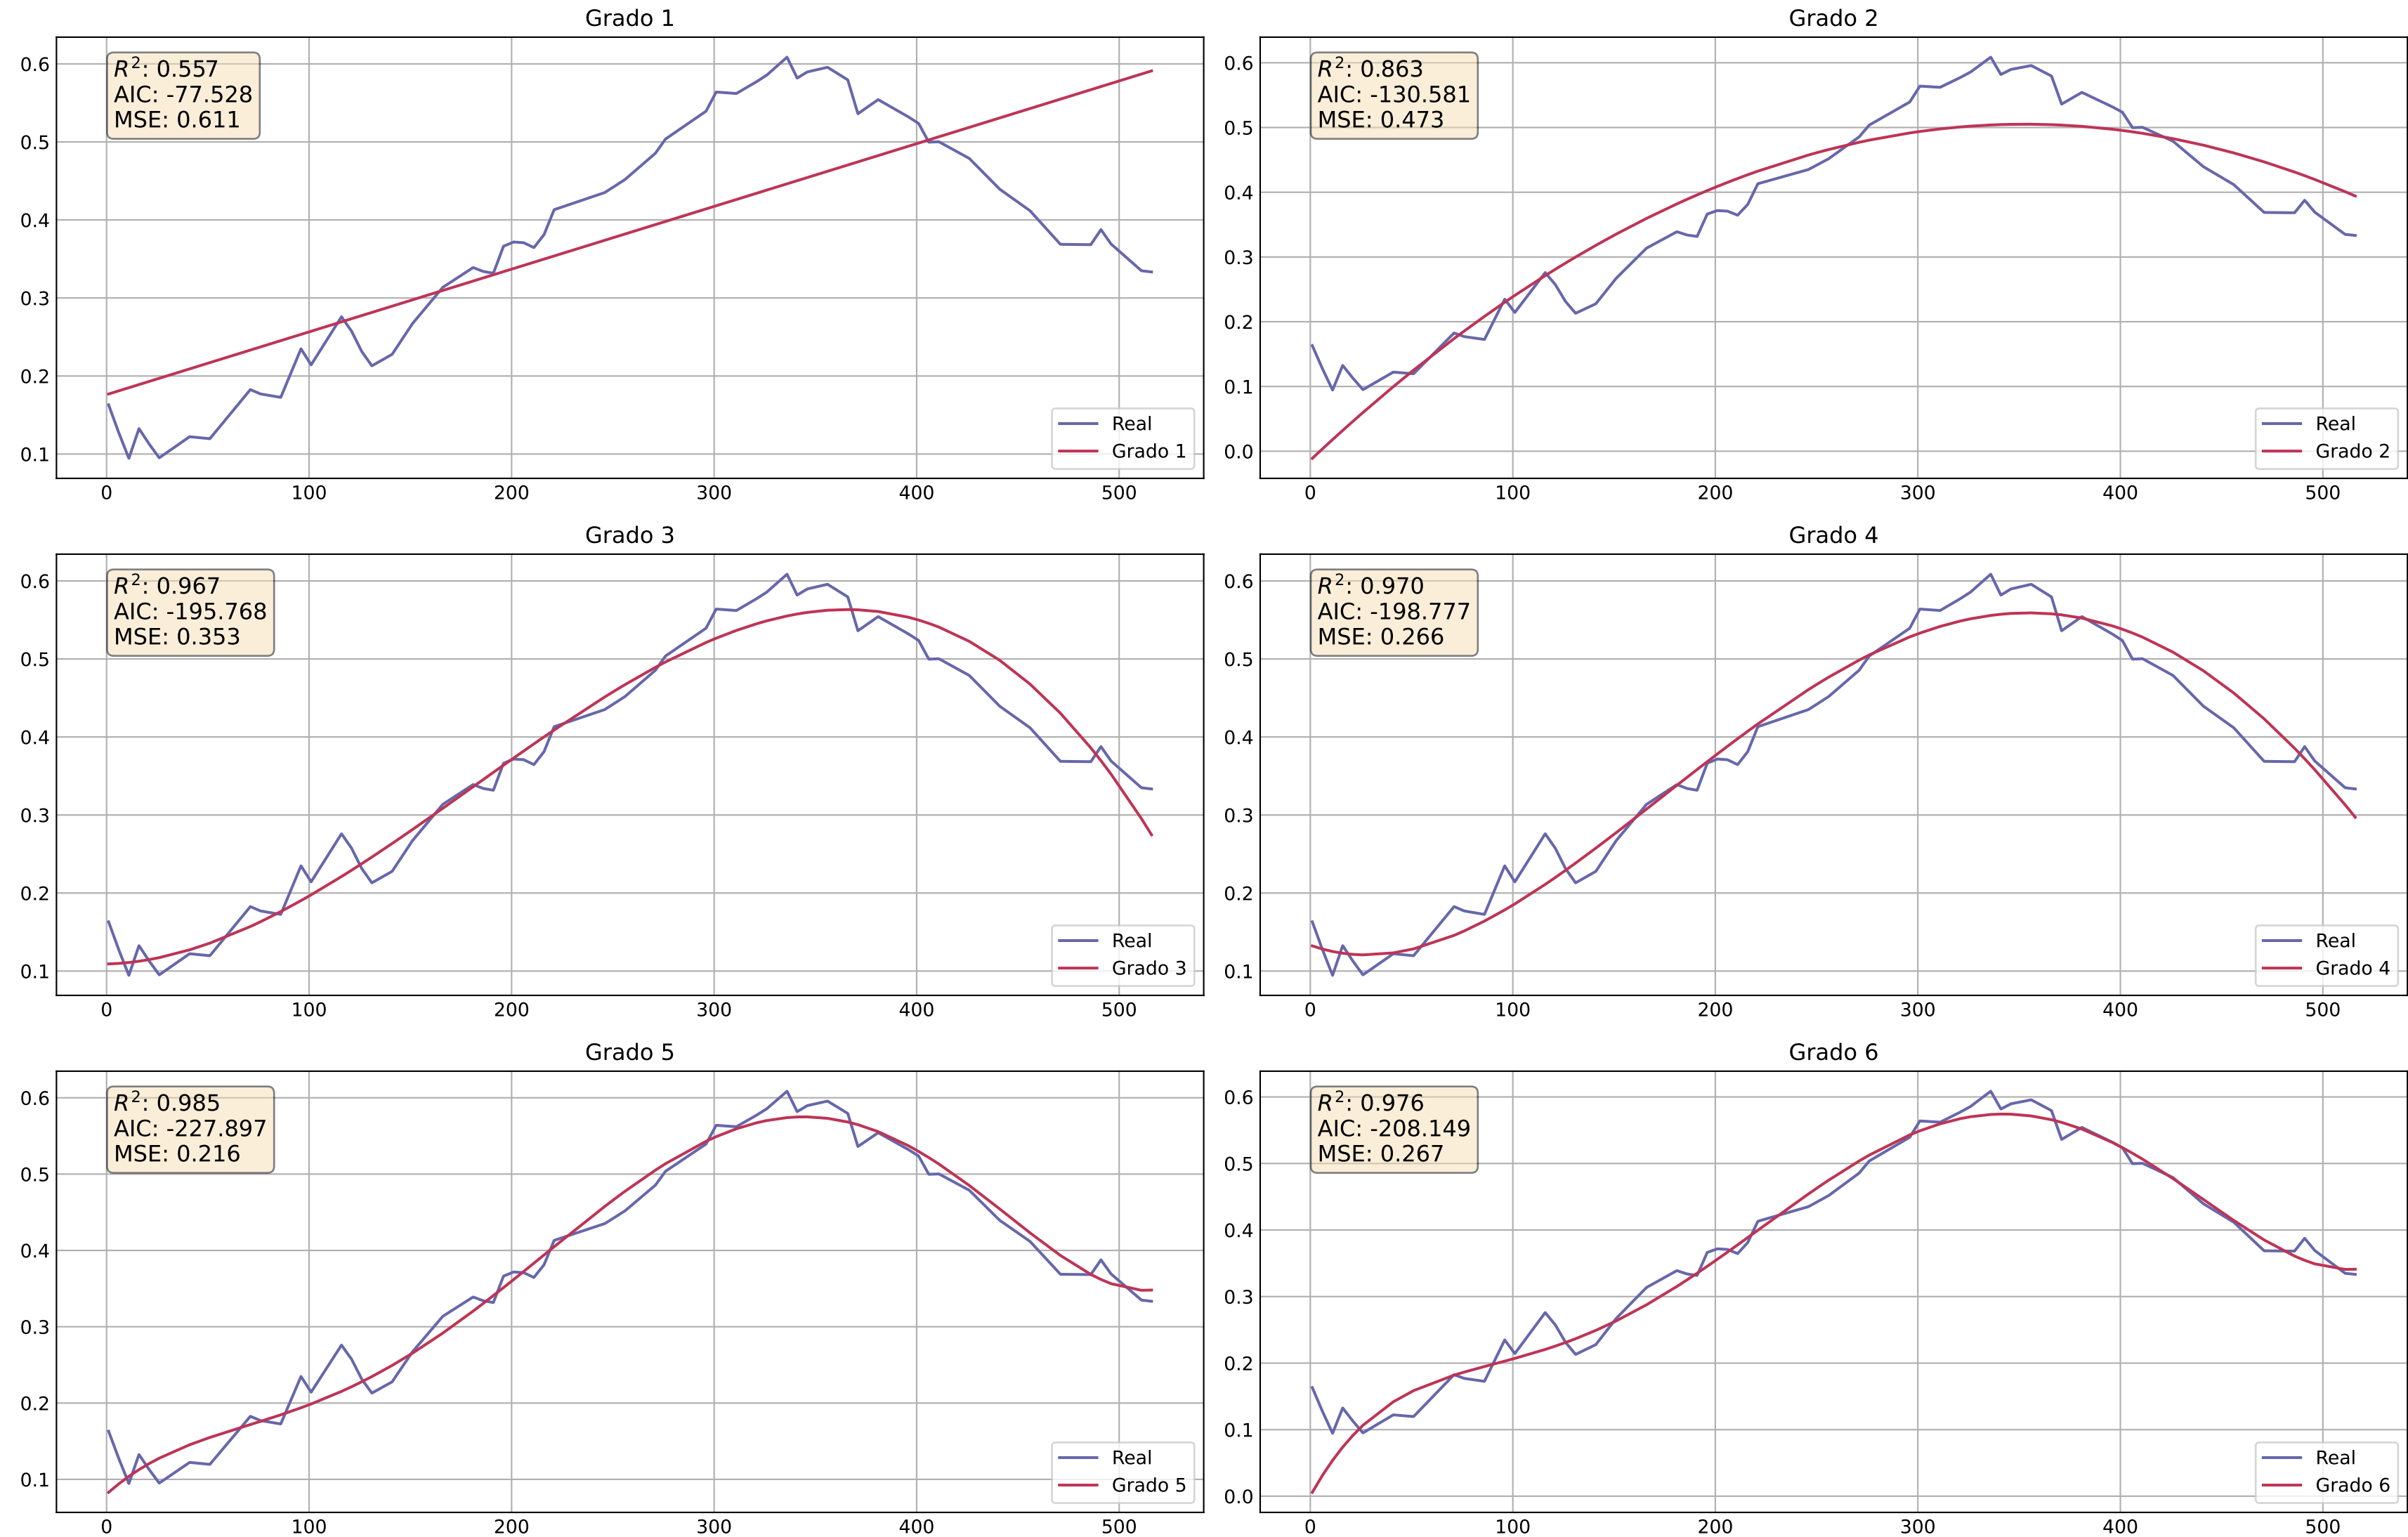 Grado 1
R²: 0.557
AIC: -77.528
MSE: 0.611
0.6
0.5
0.4
0.3
0.2
0.1
0 100 200 300 400 500
Real
Grado 1
Grado 2
R²: 0.863
AIC: -130.581
MSE: 0.473
0.6
0.5
0.4
0.3
0.2
0.1
0.0
0 100 200 300 400 500
Real
Grado 2
Grado 3
R²: 0.967
AIC: -195.768
MSE: 0.353
0.6
0.5
0.4
0.3
0.2
0.1
0 100 200 300 400 500
Real
Grado 3
Grado 4
R²: 0.970
AIC: -198.777
MSE: 0.266
0.6
0.5
0.4
0.3
0.2
0.1
0 100 200 300 400 500
Real
Grado 4
Grado 5
R²: 0.985
AIC: -227.897
MSE: 0.216
0.6
0.5
0.4
0.3
0.2
0.1
0 100 200 300 400 500
Real
Grado 5
Grado 6
R²: 0.976
AIC: -208.149
MSE: 0.267
0.6
0.5
0.4
0.3
0.2
0.1
0.0
0 100 200 300 400 500
Real
Grado 6